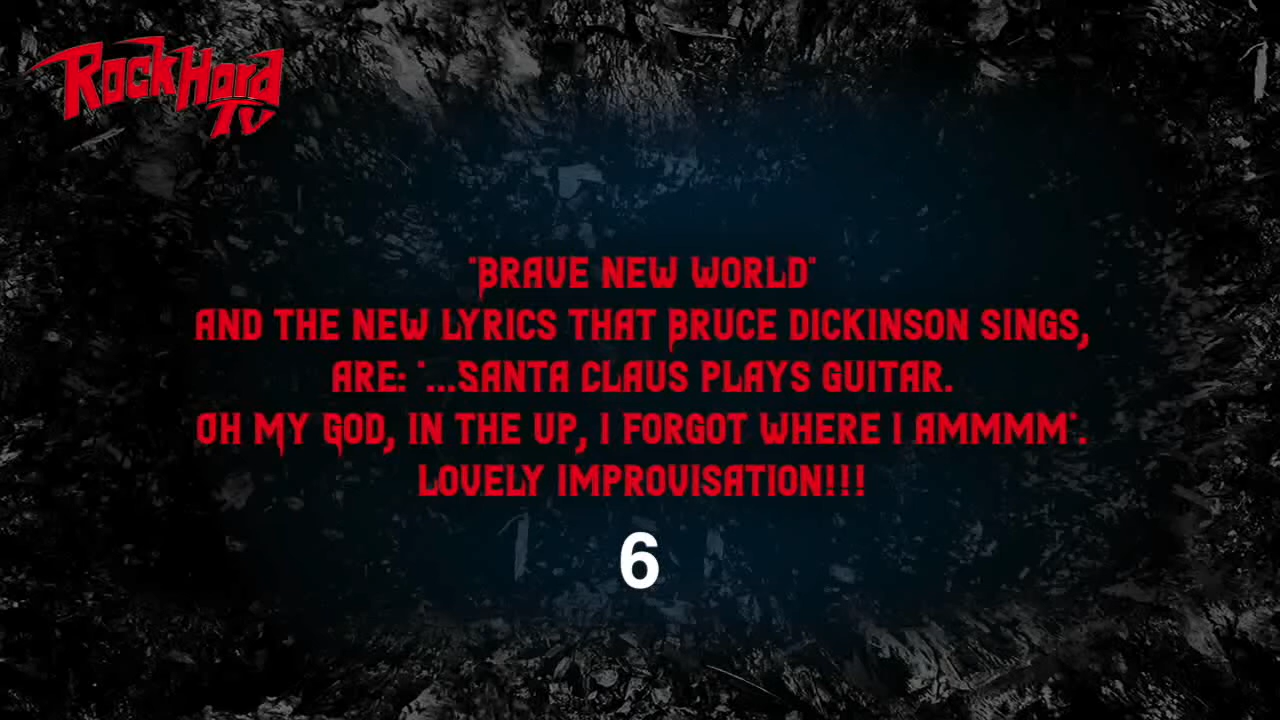 RockHard
TV
"BRAVE NEW WORLD"
AND THE NEW LYRICS THAT BRUCE DICKINSON SINGS,
ARE: "...SANTA CLAUS PLAYS GUITAR.
OH MY GOD, IN THE UP, I FORGOT WHERE I AMMMM".
LOVELY IMPROVISATION!!!
6